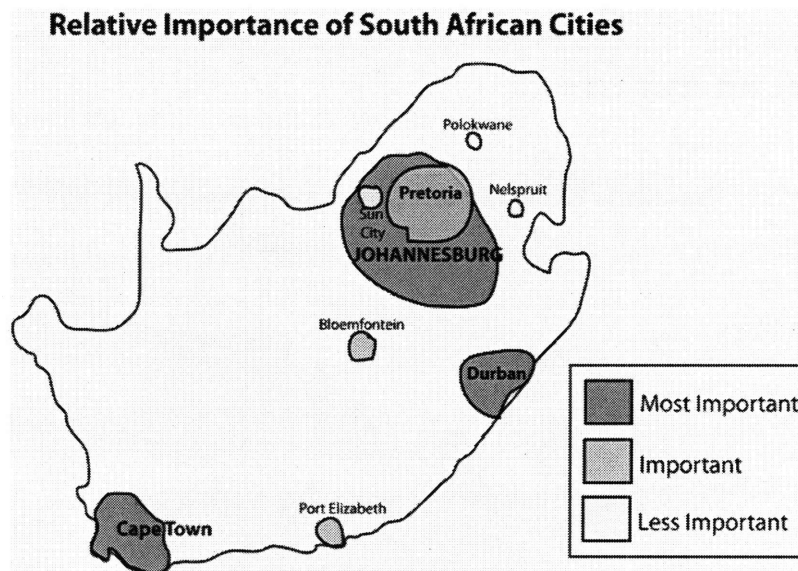 Relative Importance of South African Cities
Polokwane
Pretoria
Nelspruit
Sun
City
JOHANNESBURG
Bloemfontein
Durban
Most Important
Important
Port Elizabeth
Cape Town
Less Important